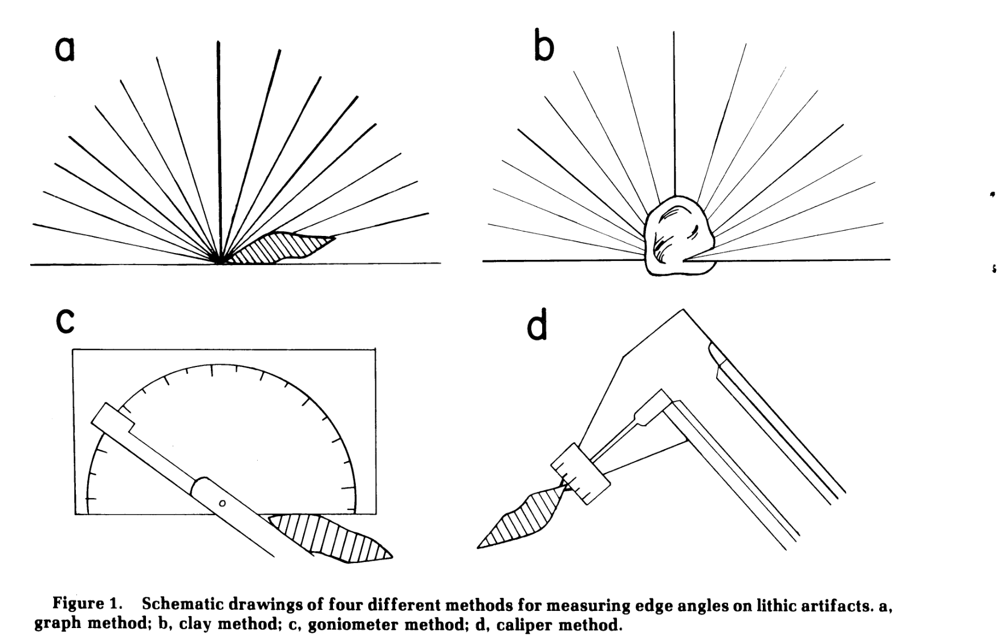 a
b
c
d
Figure 1. Schematic drawings of four different methods for measuring edge angles on lithic artifacts. a,
graph method; b, clay method; c, goniometer method; d, caliper method.